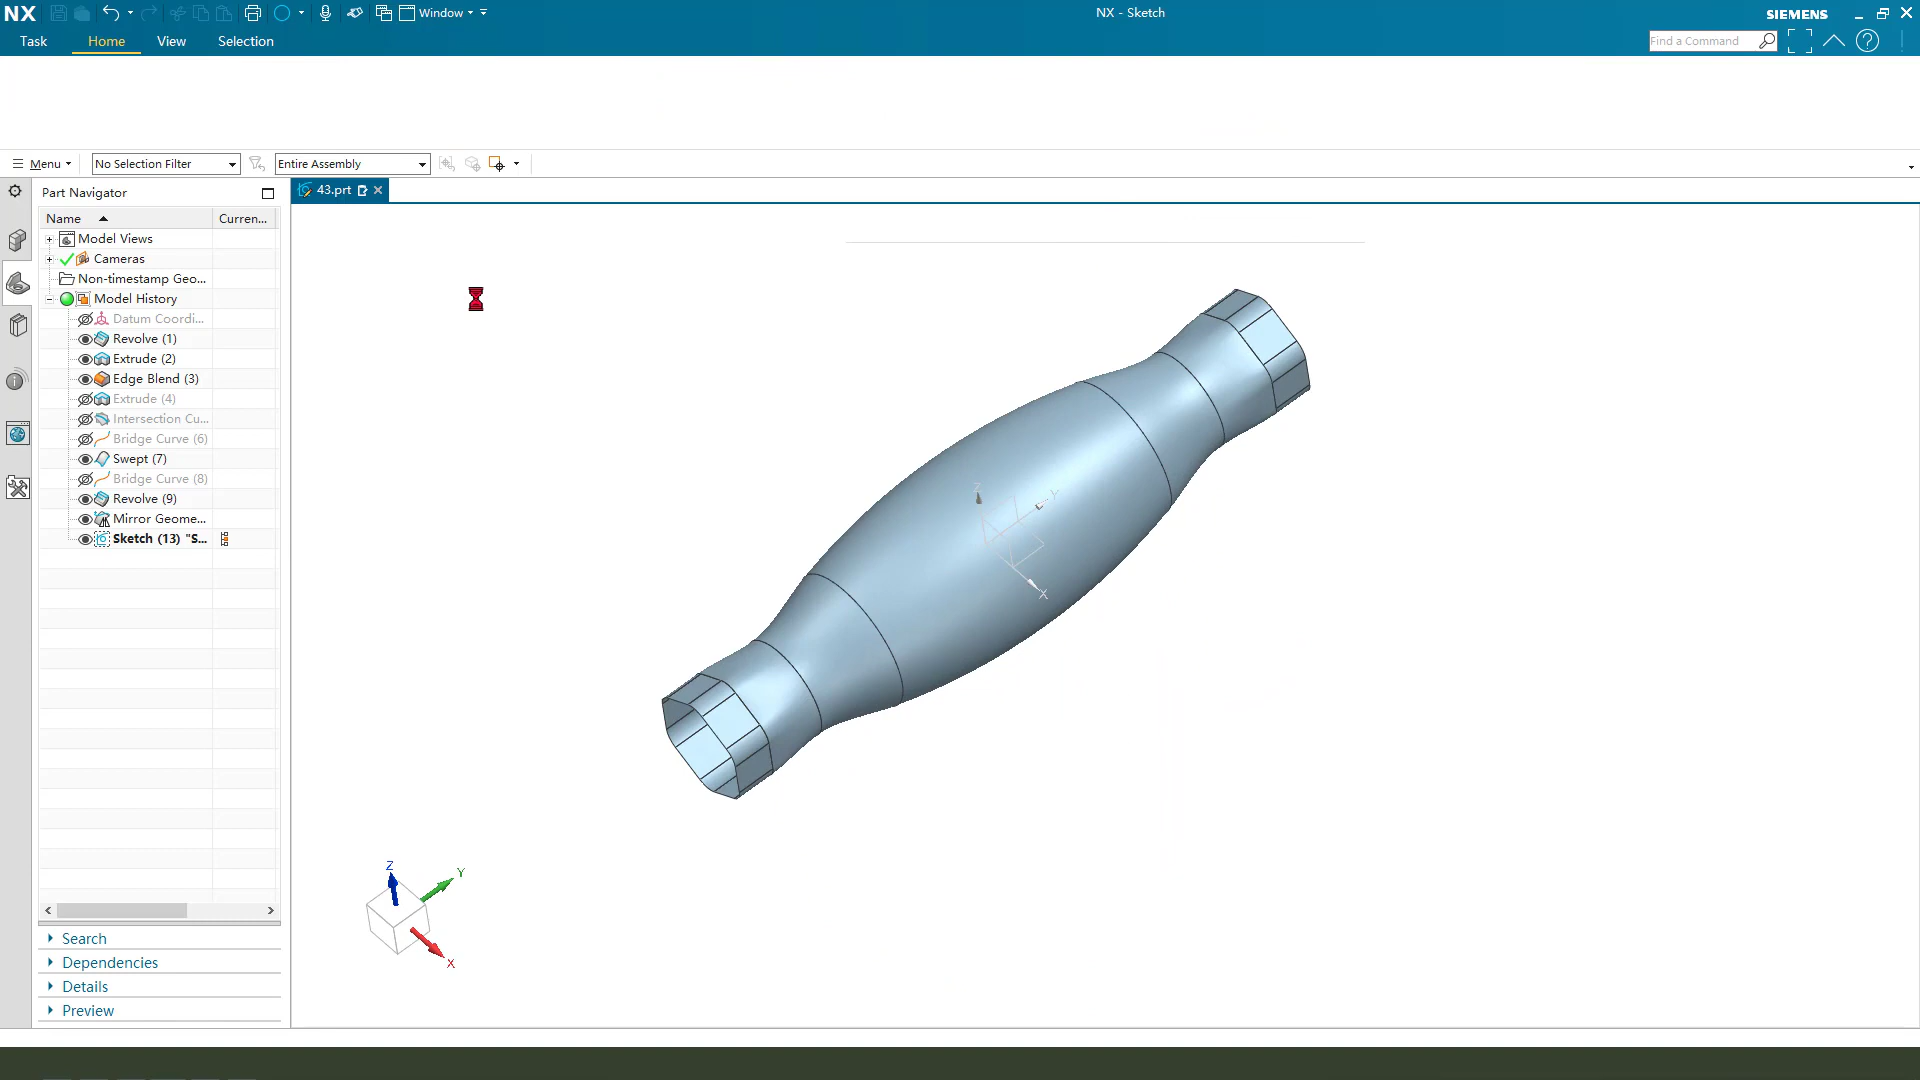 NX
Window
NX - Sketch
SIEMENS
Task
Home
View
Selection
Find a Command
Menu
No Selection Filter
Entire Assembly
Part Navigator
43.prt
Name
Curren...
Model Views
Cameras
Non-timestamp Geo...
Model History
Datum Coordi...
Revolve (1)
Extrude (2)
Edge Blend (3)
Extrude (4)
Intersection Cu...
Bridge Curve (6)
Swept (7)
Bridge Curve (8)
Revolve (9)
Mirror Geome...
Sketch (13) "S...
Z
Y
X
Z
Y
X
Search
Dependencies
Details
Preview